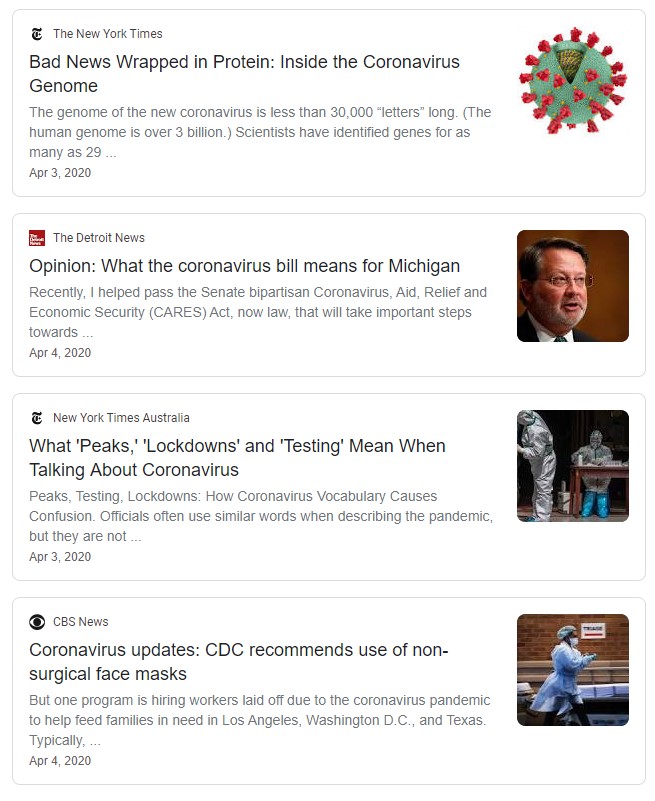 The New York Times
Bad News Wrapped in Protein: Inside the Coronavirus
Genome
The genome of the new coronavirus is less than 30,000 “letters” long. (The
human genome is over 3 billion.) Scientists have identified genes for as
many as 29 ...
Apr 3, 2020
The Detroit News
The Detroit News
Opinion: What the coronavirus bill means for Michigan
Recently, I helped pass the Senate bipartisan Coronavirus, Aid, Relief and
Economic Security (CARES) Act, now law, that will take important steps
towards ...
Apr 4, 2020
New York Times Australia
What 'Peaks,' 'Lockdowns' and 'Testing' Mean When
Talking About Coronavirus
Peaks, Testing, Lockdowns: How Coronavirus Vocabulary Causes
Confusion. Officials often use similar words when describing the pandemic,
but they are not ...
Apr 3, 2020
CBS News
Coronavirus updates: CDC recommends use of non-
surgical face masks
But one program is hiring workers laid off due to the coronavirus pandemic
to help feed families in need in Los Angeles, Washington D.C., and Texas.
Typically, ...
Apr 4, 2020
TRIAGE